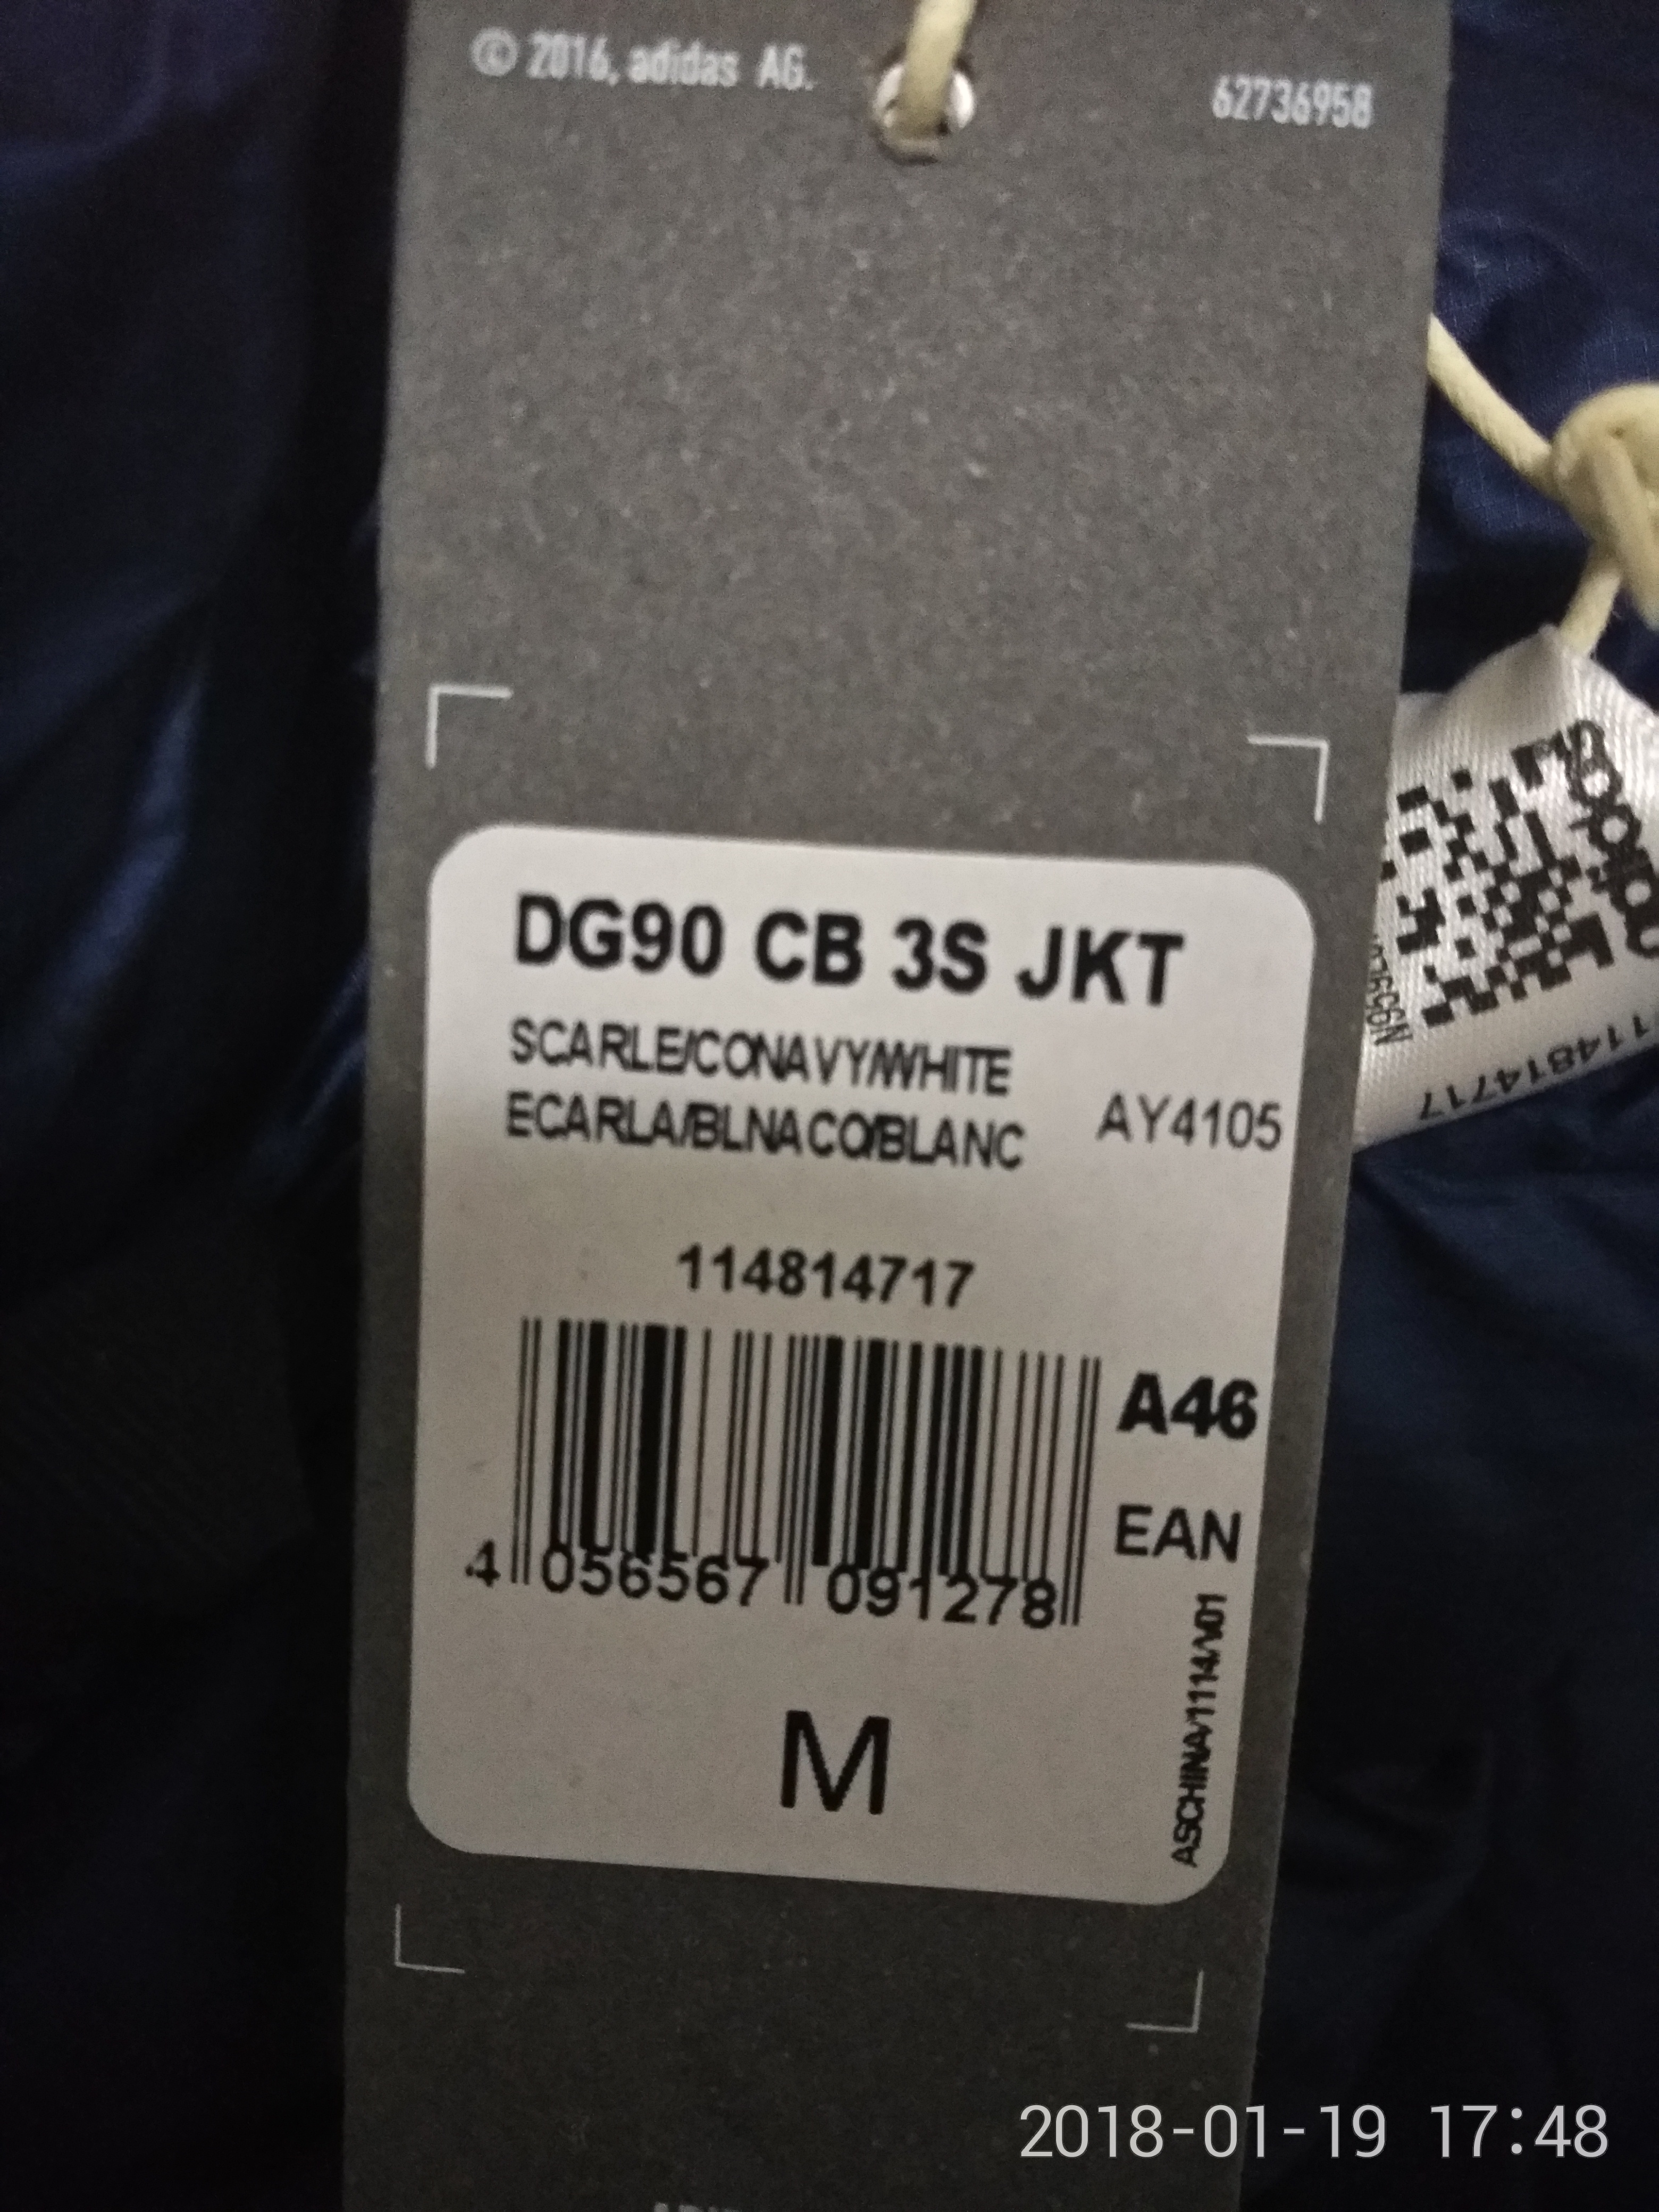 © 2016, adidas AG.
62736958
DG90 CB 3S JKT
SCARLE/CONAVY/WHITE
ECARLA/BLNACO/BLANC
AY4105
114814717
A46
EAN
4 056567 091278
ASCHINA/1114/V01
M
adidas
114814717
2018-01-19 17:48